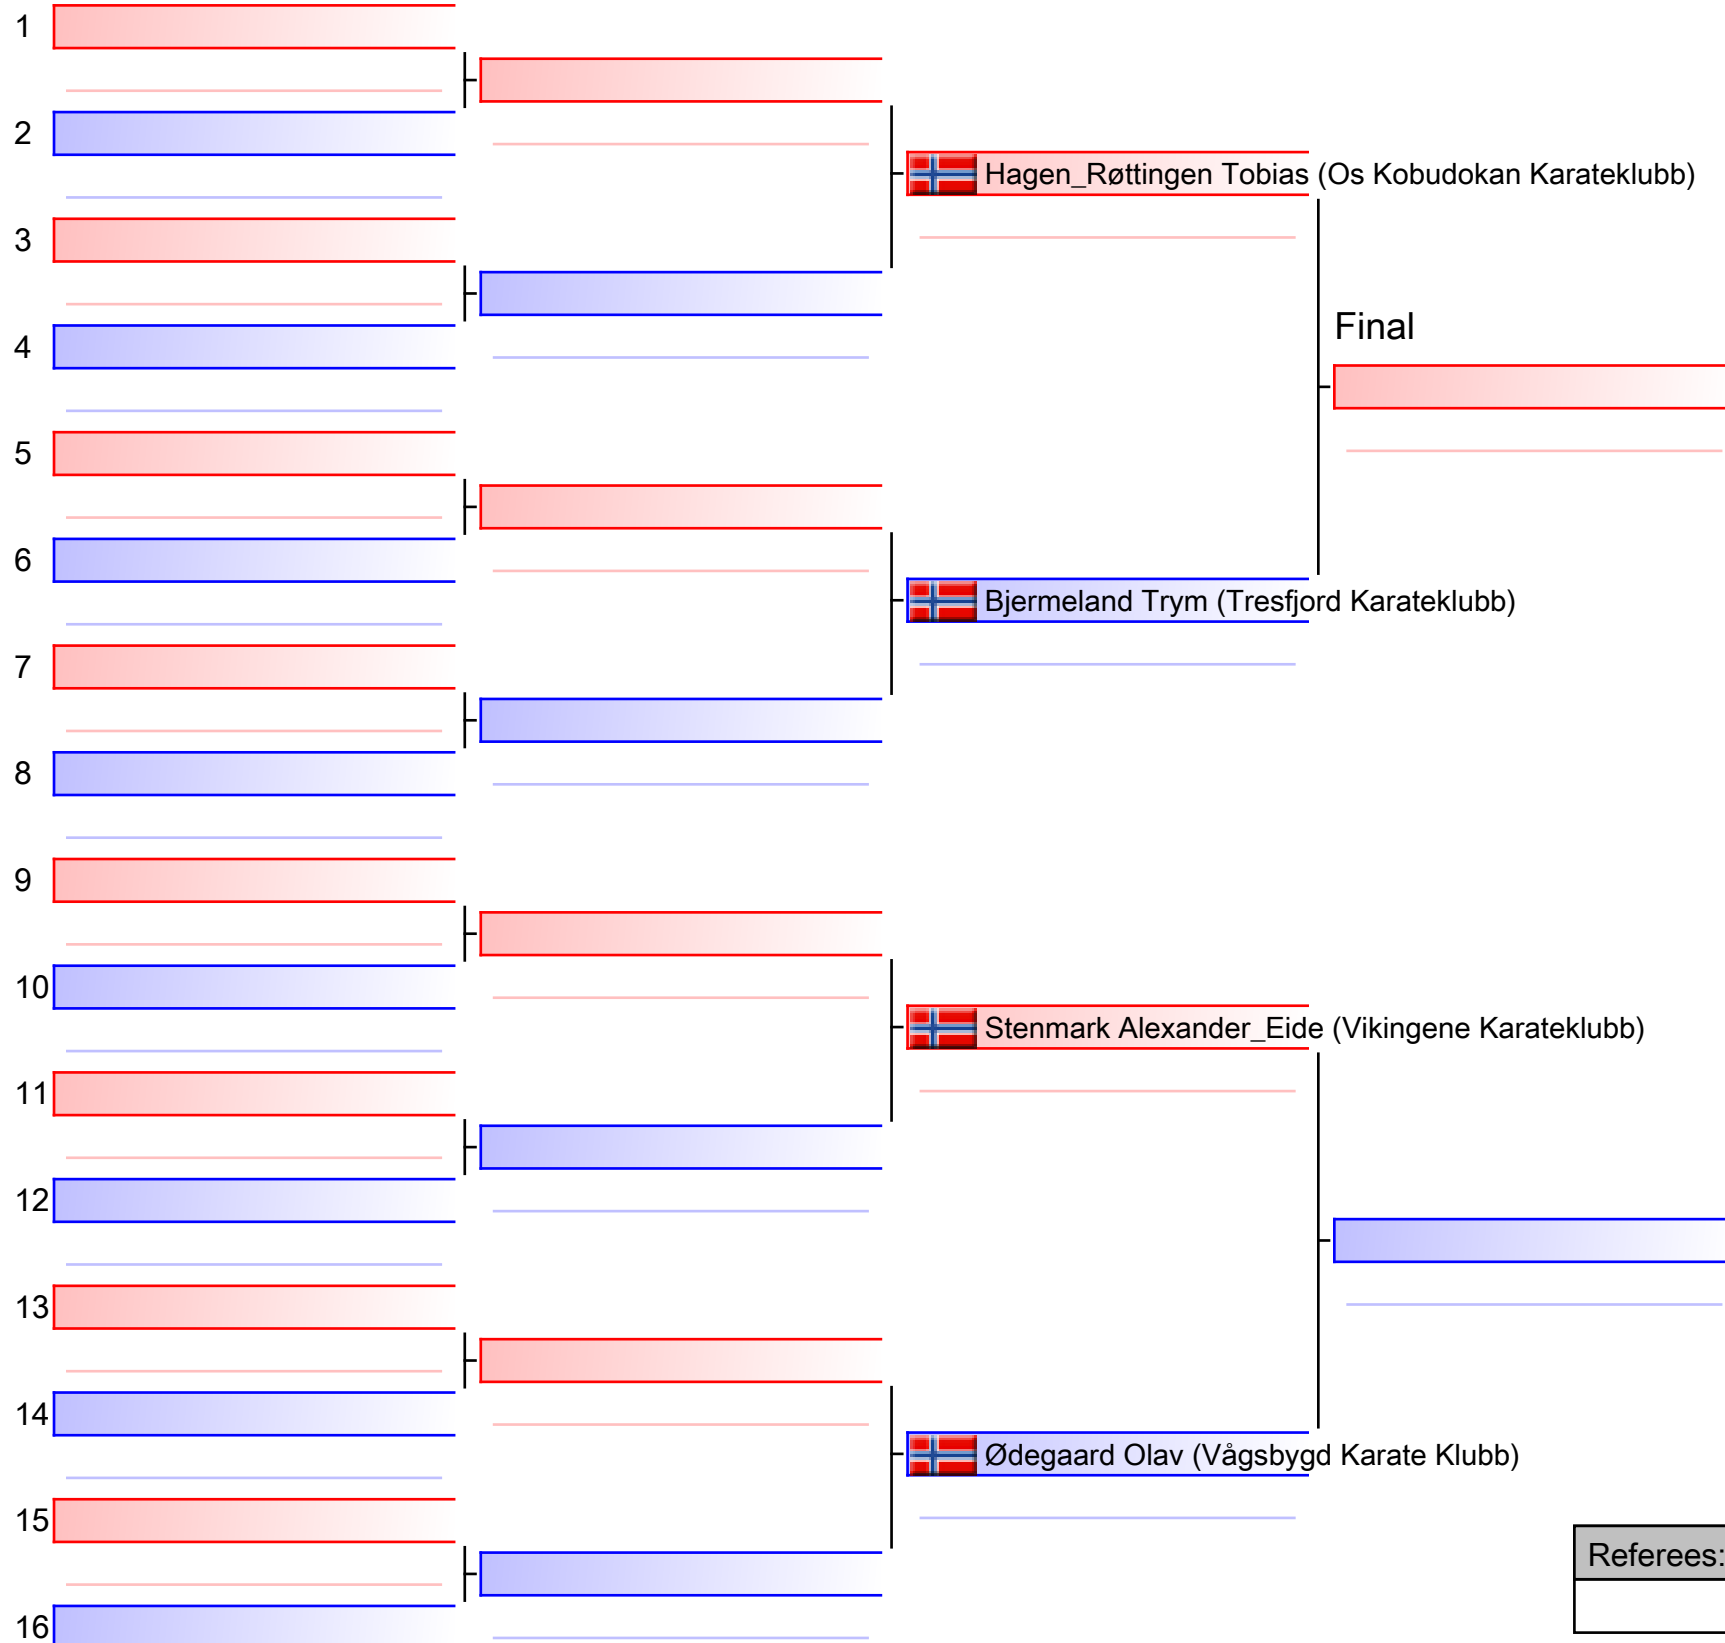 1
2
Hagen_Røttingen Tobias (Os Kobudokan Karateklubb)
3
Final
4
5
6
Bjermeland Trym (Tresfjord Karateklubb)
7
8
9
10
Stenmark Alexander_Eide (Vikingene Karateklubb)
11
12
13
14
Ødegaard Olav (Vågsbygd Karate Klubb)
15
Referees:
16